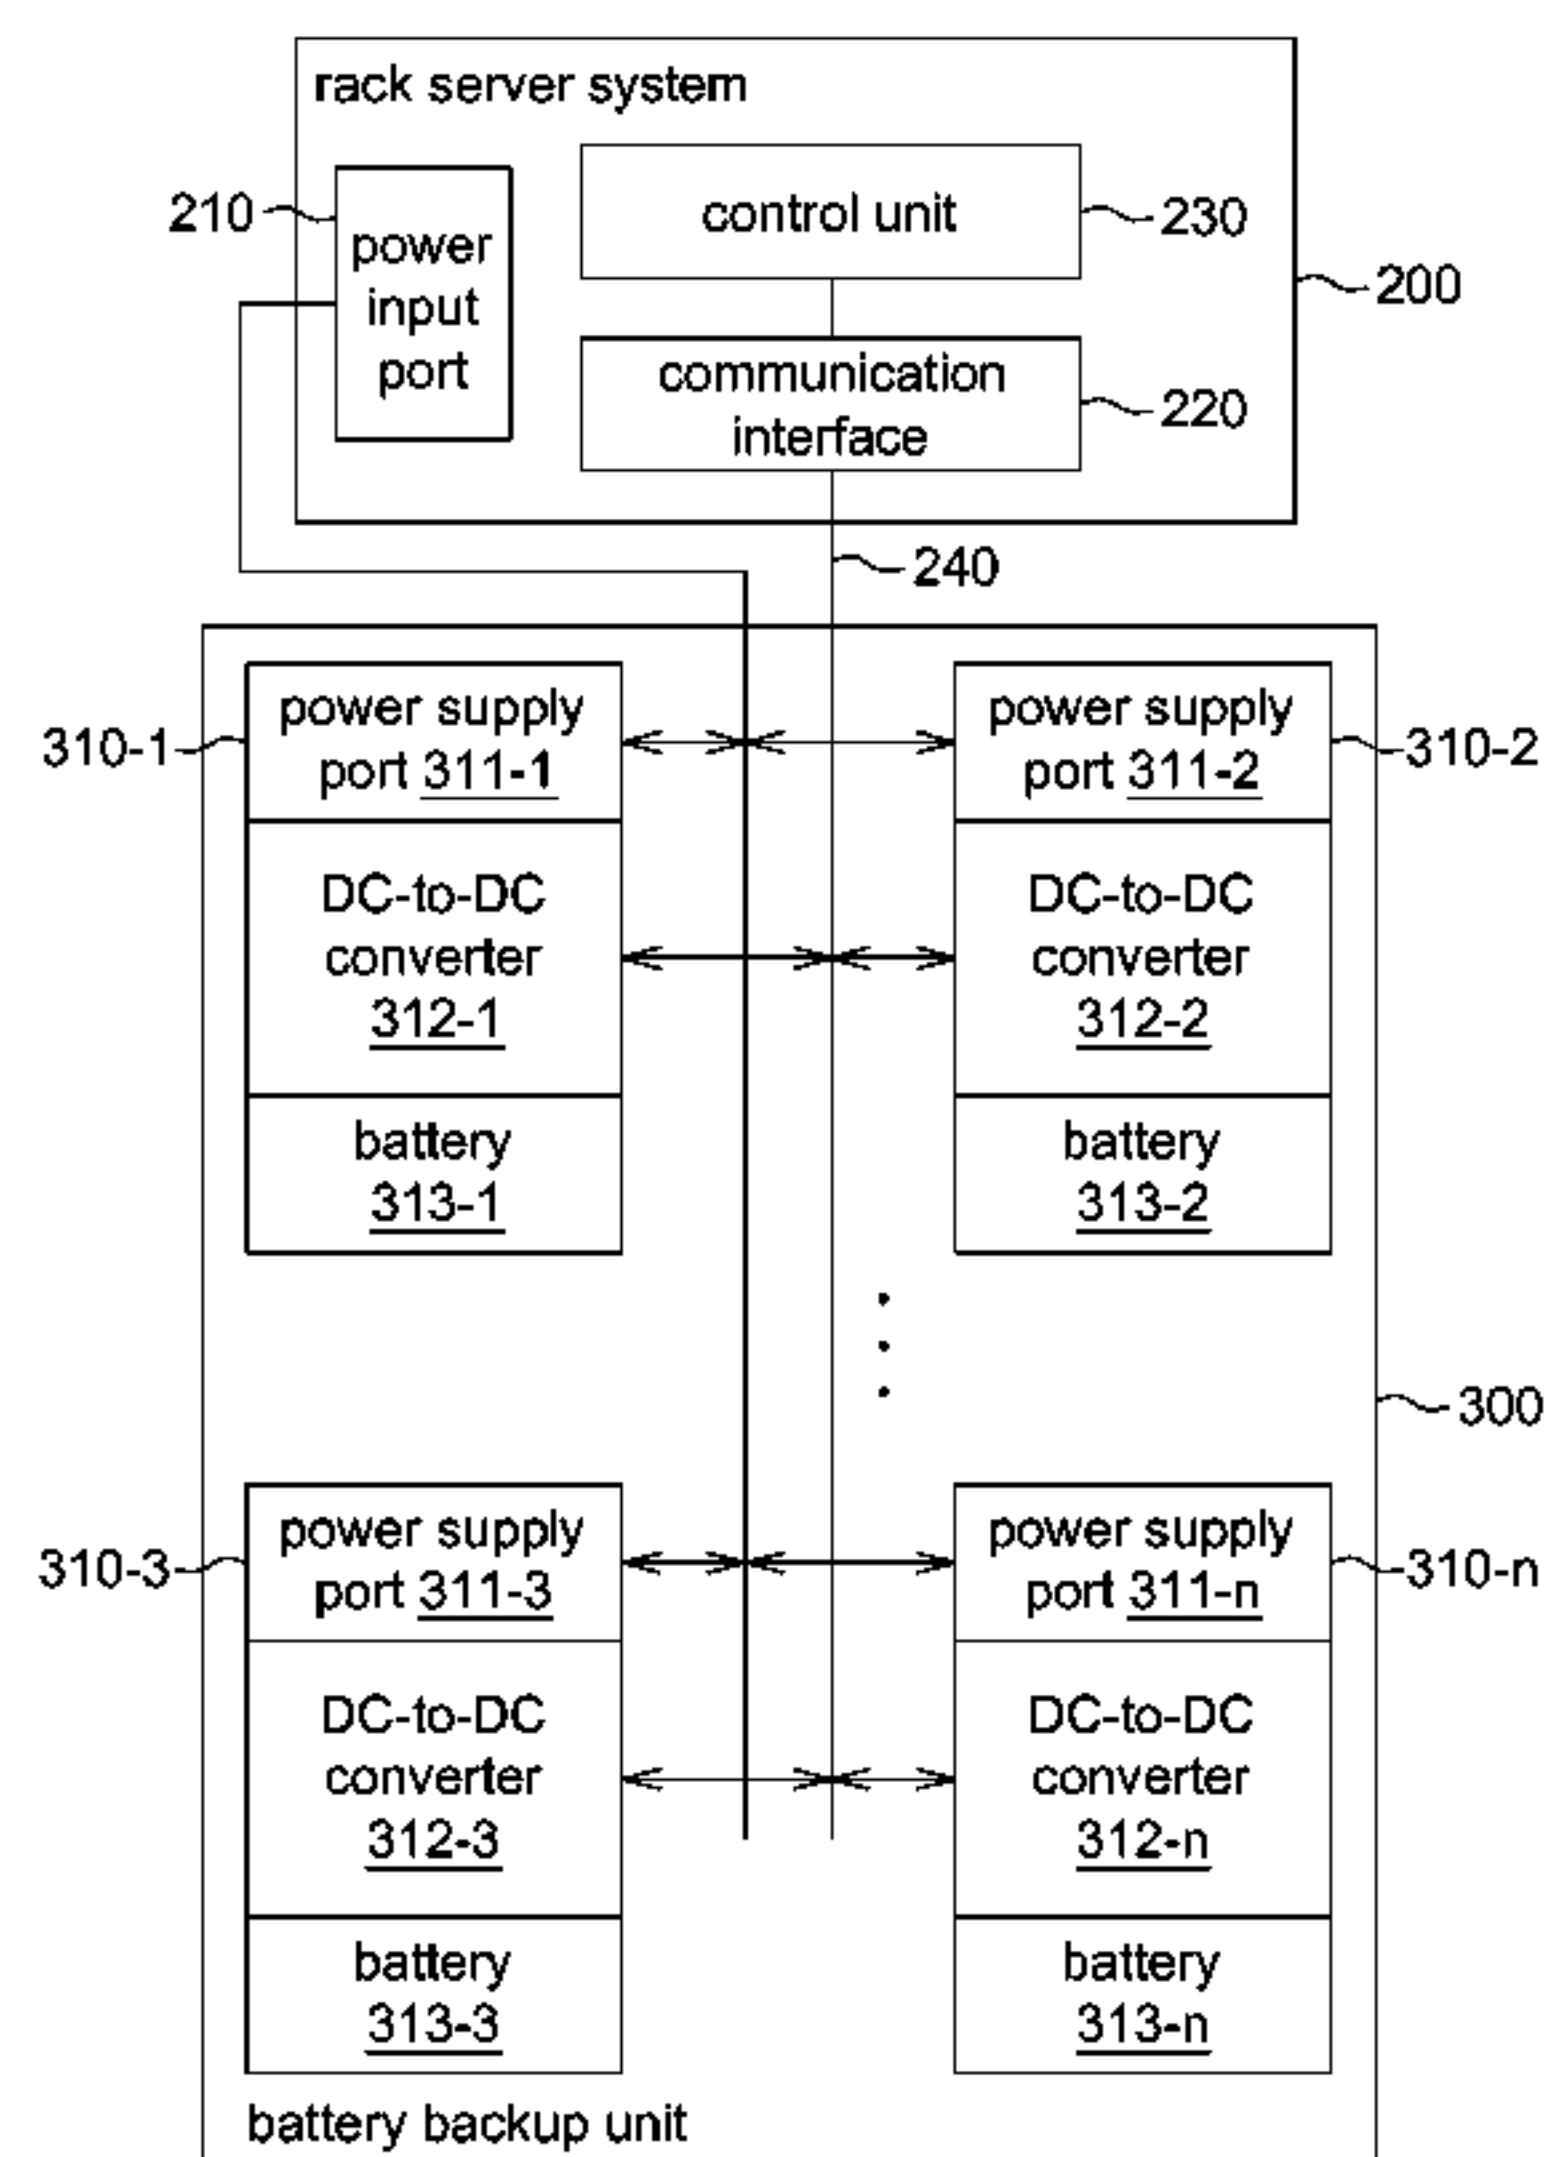 rack server system
210
power
input
port
control unit
230
200
communication
interface
220
240
310-1
power supply
port 311-1
DC-to-DC
converter
312-1
battery
313-1
power supply
port 311-2
310-2
DC-to-DC
converter
312-2
battery
313-2
300
310-3
power supply
port 311-3
DC-to-DC
converter
312-3
battery
313-3
power supply
port 311-n
310-n
DC-to-DC
converter
312-n
battery
313-n
battery backup unit